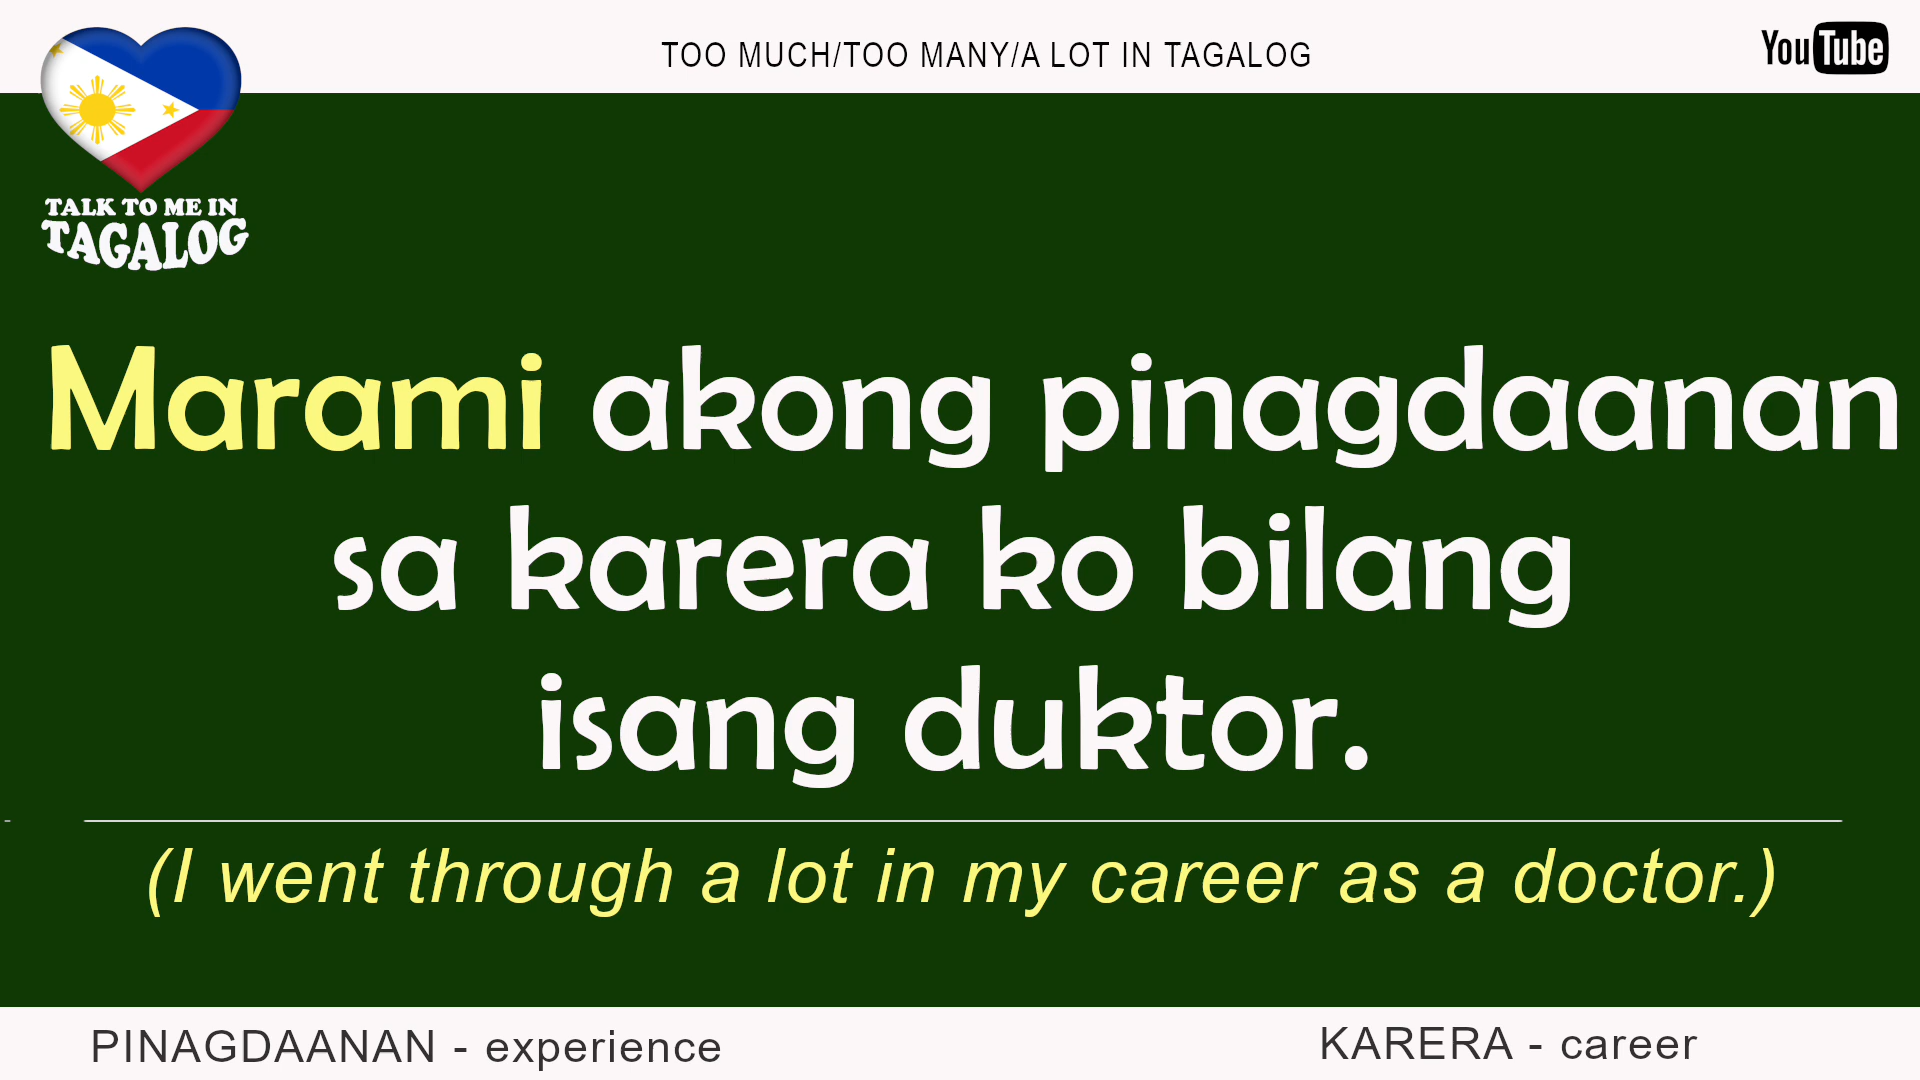 TOO MUCH/TOO MANY/A LOT IN TAGALOG
YouTube
TALK TO ME IN
TAGALOG
Marami akong pinagdaanan
sa karera ko bilang
isang duktor.
(I went through a lot in my career as a doctor.)
PINAGDAANAN - experience
KARERA - career